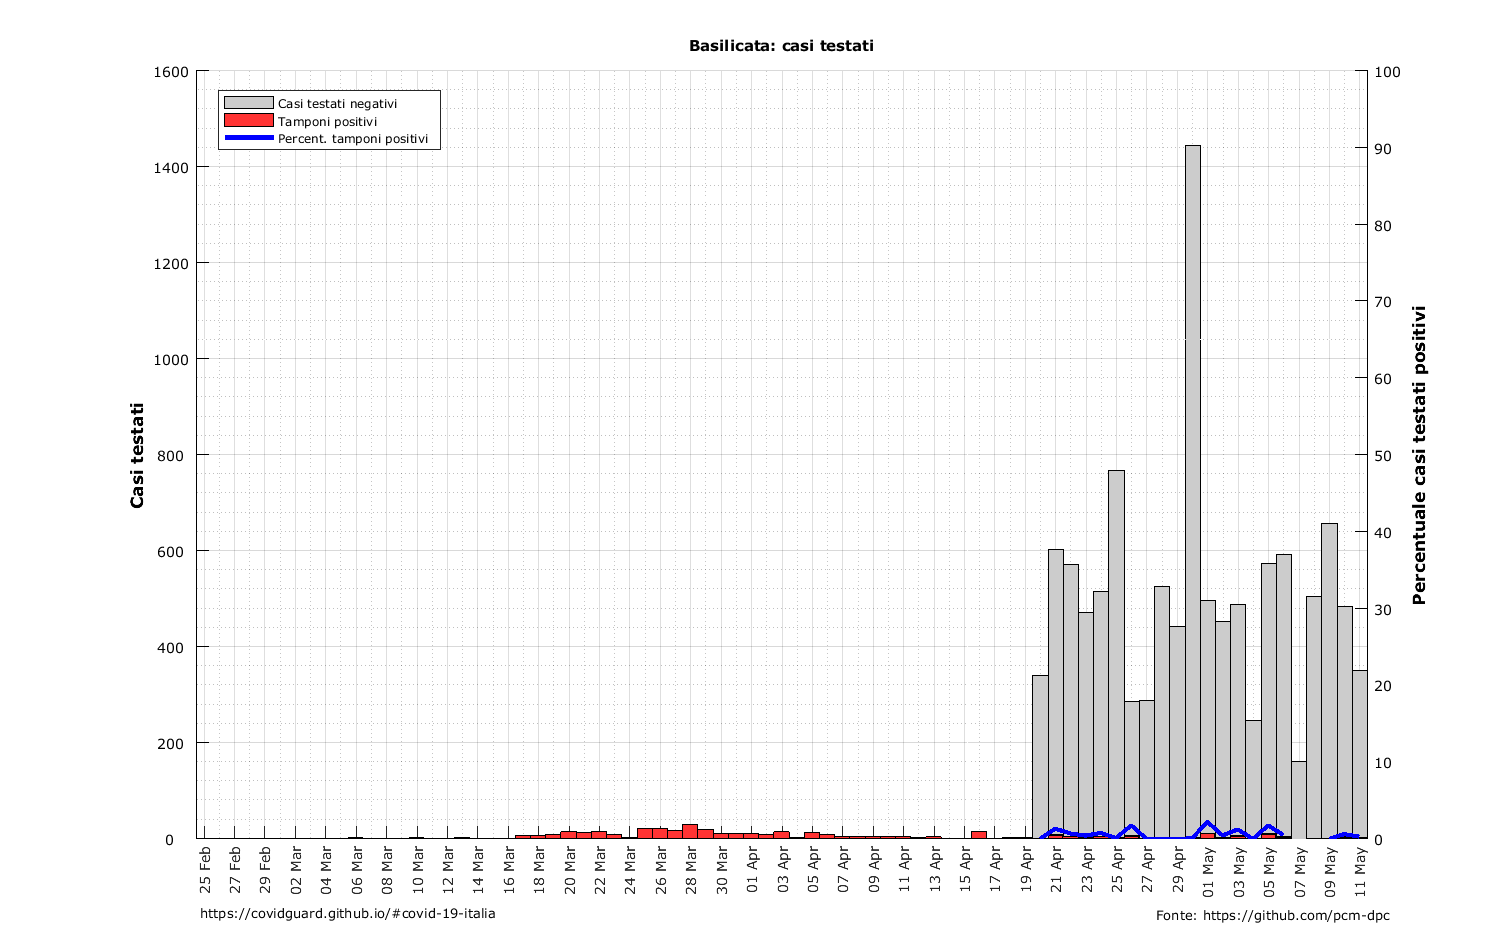 Basilicata: casi testati
Casi testati negativi
Tamponi positivi
Percent. tamponi positivi
Casi testati
1600
1400
1200
1000
800
600
400
200
0
100
90
80
70
60
50
40
30
20
10
0
Percentuale casi testati positivi
25 Feb
27 Feb
29 Feb
02 Mar
04 Mar
06 Mar
08 Mar
10 Mar
12 Mar
14 Mar
16 Mar
18 Mar
20 Mar
22 Mar
24 Mar
26 Mar
28 Mar
30 Mar
01 Apr
03 Apr
05 Apr
07 Apr
09 Apr
11 Apr
13 Apr
15 Apr
17 Apr
19 Apr
21 Apr
23 Apr
25 Apr
27 Apr
29 Apr
01 May
03 May
05 May
07 May
09 May
11 May
https://covidguard.github.io/#covid-19-italia
Fonte: https://github.com/pcm-dpc